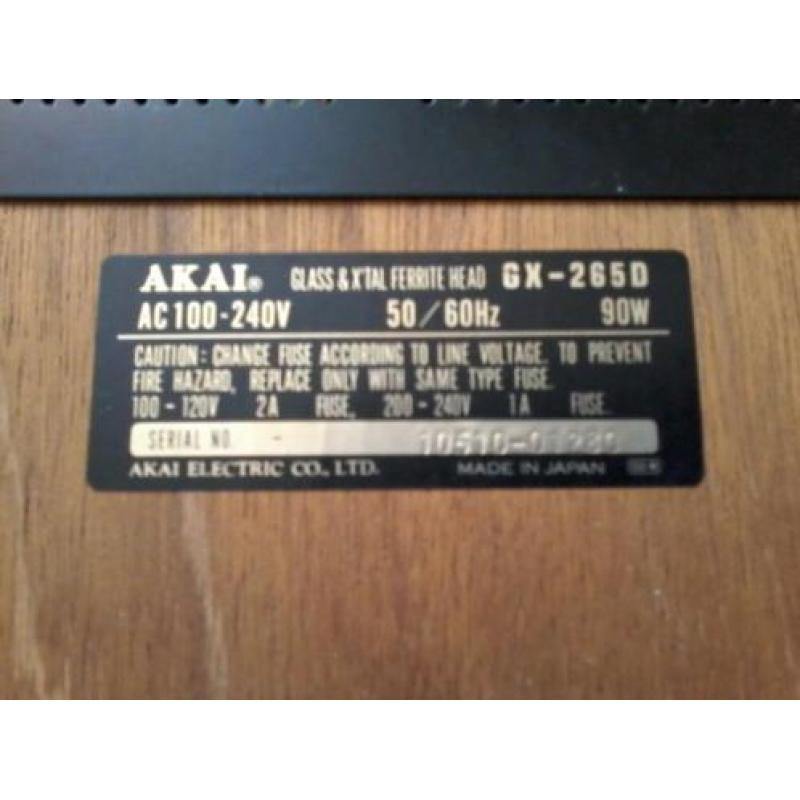 AKAI® GLASS & X'TAL FERRITE HEAD GX-265D
AC 100-240V 50/60Hz 90W
CAUTION: CHANGE FUSE ACCORDING TO LINE VOLTAGE. TO PREVENT
FIRE HAZARD, REPLACE ONLY WITH SAME TYPE FUSE.
100-120V 2A FUSE, 200-240V 1A FUSE.
SERIAL NO. -
AKAI ELECTRIC CO., LTD. MADE IN JAPAN